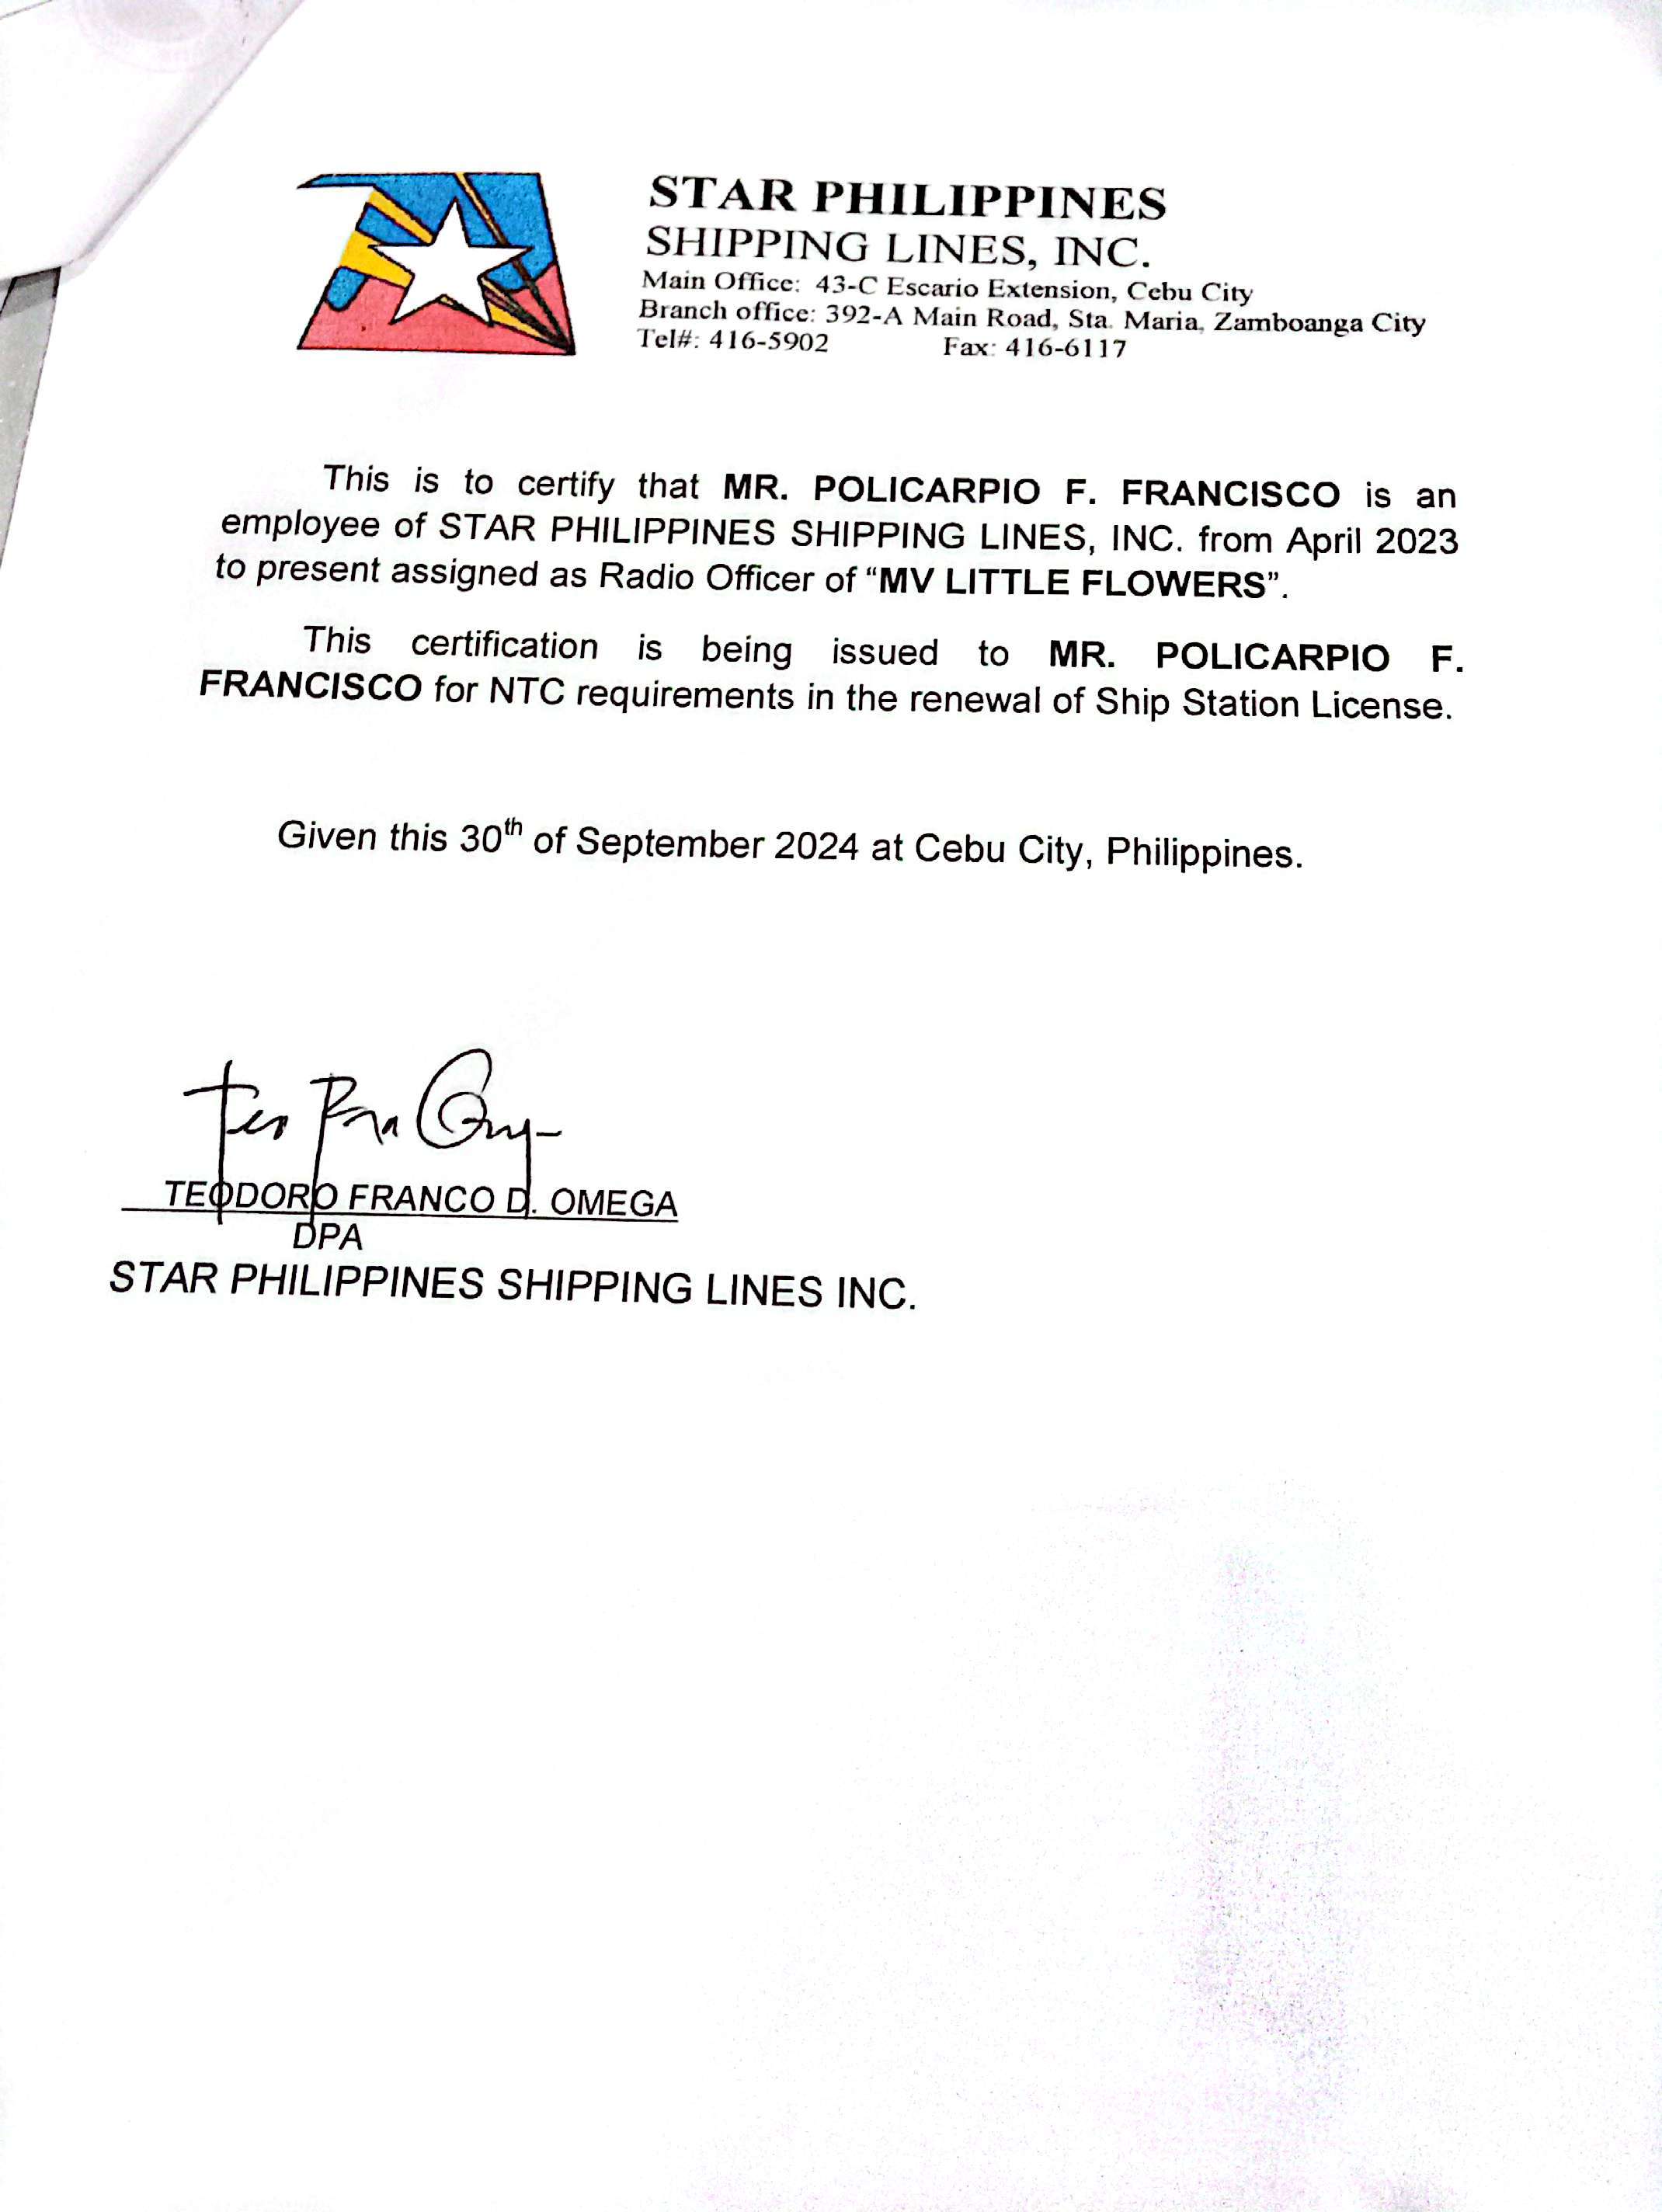 STAR PHILIPPINES
SHIPPING LINES, INC.
Main Office: 43-C Escario Extension, Cebu City
Branch office: 392-A Main Road, Sta. Maria, Zamboanga City
Tel#: 416-5902 Fax: 416-6117
This is to certify that MR. POLICARPIO F. FRANCISCO is an
employee of STAR PHILIPPINES SHIPPING LINES, INC. from April 2023
to present assigned as Radio Officer of “MV LITTLE FLOWERS”.
This certification is being issued to MR. POLICARPIO F.
FRANCISCO for NTC requirements in the renewal of Ship Station License.
Given this 30th of September 2024 at Cebu City, Philippines.
TEODORO FRANCO D. OMEGA
DPA
STAR PHILIPPINES SHIPPING LINES INC.